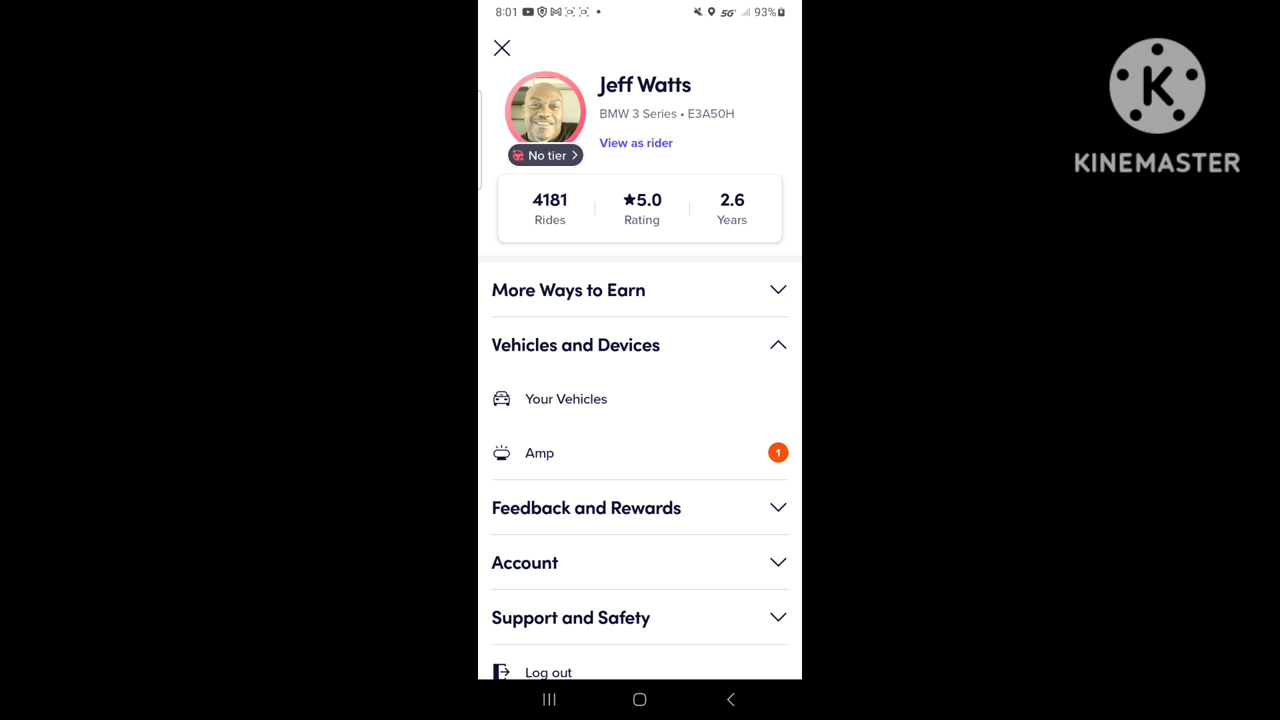 8:01
5G
93%
Jeff Watts
BMW 3 Series • E3A50H
View as rider
No tier
4181
★5.0
2.6
Rides
Rating
Years
More Ways to Earn
Vehicles and Devices
Your Vehicles
Amp
1
Feedback and Rewards
Account
Support and Safety
Log out
K
KINEMASTER